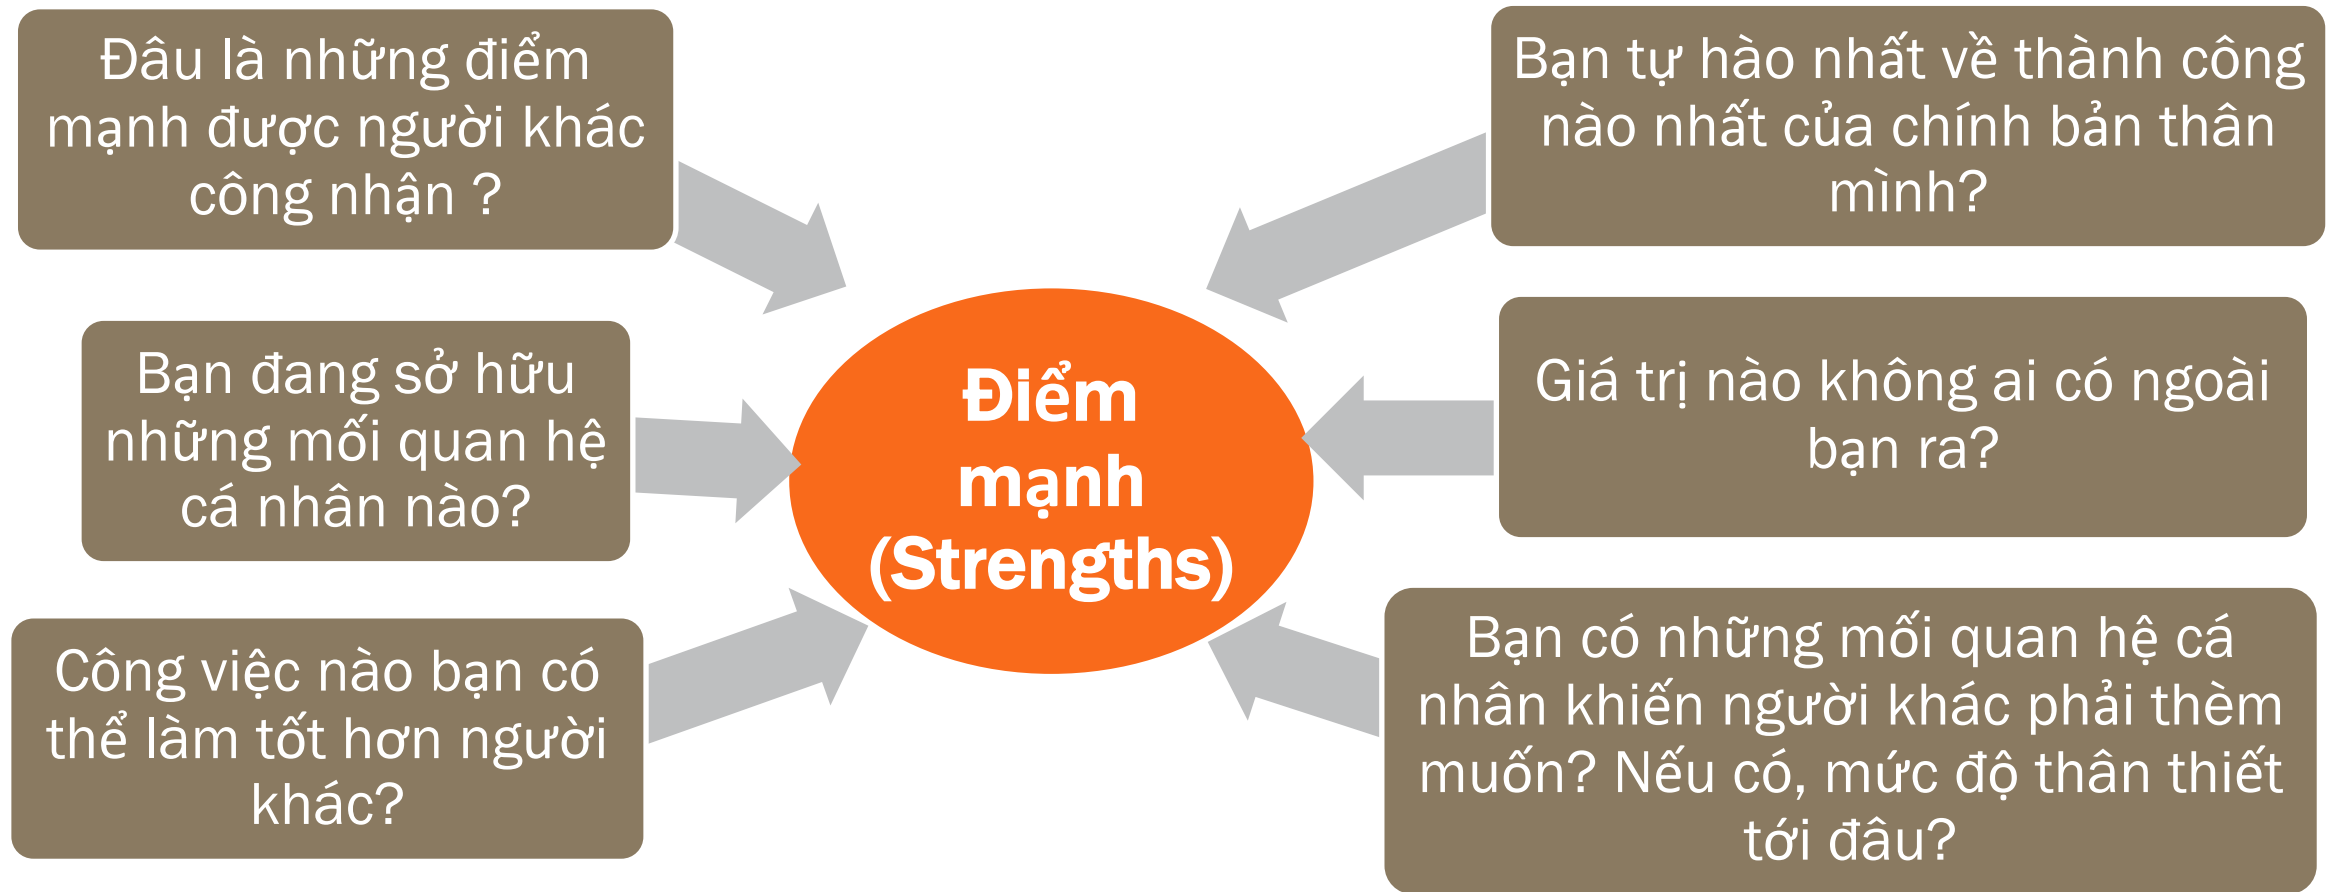 Đâu là những điểm
mạnh được người khác
công nhận ?
Bạn đang sở hữu
những mối quan hệ
cá nhân nào?
Công việc nào bạn có
thể làm tốt hơn người
khác?
Điểm
mạnh
(Strengths)
Bạn tự hào nhất về thành công
nào nhất của chính bản thân
mình?
Giá trị nào không ai có ngoài
bạn ra?
Bạn có những mối quan hệ cá
nhân khiến người khác phải thèm
muốn? Nếu có, mức độ thân thiết
tới đâu?